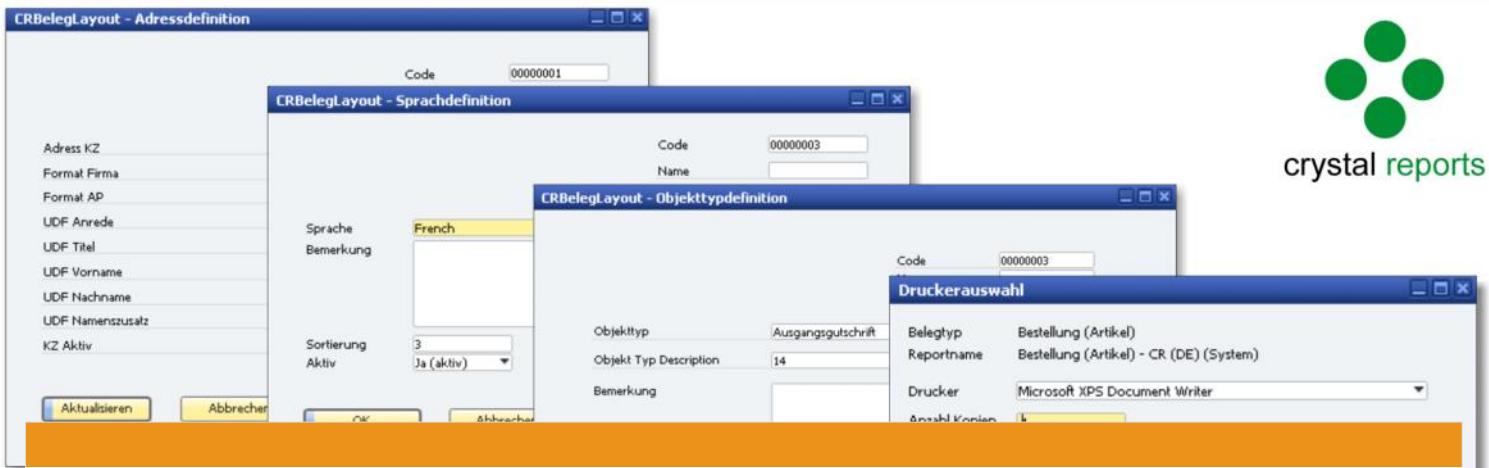 CRBelegLayout - Adressdefinition
Code 00000001
Adress KZ
Format Firma
Format AP
UDF Anrede
UDF Titel
UDF Vorname
UDF Nachname
UDF Namenszusatz
KZ Aktiv
Aktualisieren
CRBelegLayout - Sprachdefinition
Code 00000003
Name
Sprache French
Bemerkung
Sortierung 3
Aktiv Ja (aktiv)
OK
CRBelegLayout - Objekttypdefinition
Code 00000003
Objekttyp Ausgangsgutschrift
Objekt Typ Description 14
Bemerkung
Druckerauswahl
Belegtyp Bestellung (Artikel)
Reportname Bestellung (Artikel) - CR (DE) (System)
Drucker Microsoft XPS Document Writer
Anzahl Kopien
crystal reports